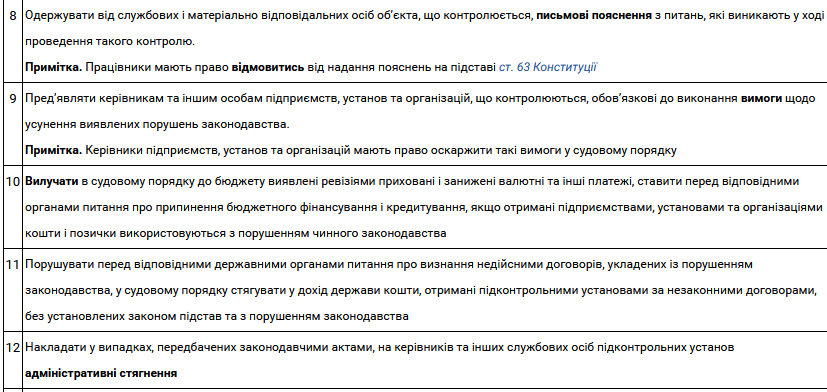 8 Одержувати від службових і матеріально відповідальних осіб об’єкта, що контролюється, письмові пояснення з питань, які виникають у ході
проведення такого контролю.
Примітка. Працівники мають право відмовитись від надання пояснень на підставі ст. 63 Конституції
9 Пред’являти керівникам та іншим особам підприємств, установ та організацій, що контролюються, обов’язкові до виконання вимоги щодо
усунення виявлених порушень законодавства.
Примітка. Керівники підприємств, установ та організацій мають право оскаржити такі вимоги у судовому порядку
10 Вилучати в судовому порядку до бюджету виявлені ревізіями приховані і занижені валютні та інші платежі, ставити перед відповідними
органами питання про припинення бюджетного фінансування і кредитування, якщо отримані підприємствами, установами та організаціями
кошти і позички використовуються з порушенням чинного законодавства
11 Порушувати перед відповідними державними органами питання про визнання недійсними договорів, укладених із порушенням
законодавства, у судовому порядку стягувати у дохід держави кошти, отримані підконтрольними установами за незаконними договорами,
без установлених законом підстав та з порушенням законодавства
12 Накладати у випадках, передбачених законодавчими актами, на керівників та інших службових осіб підконтрольних установ
адміністративні стягнення